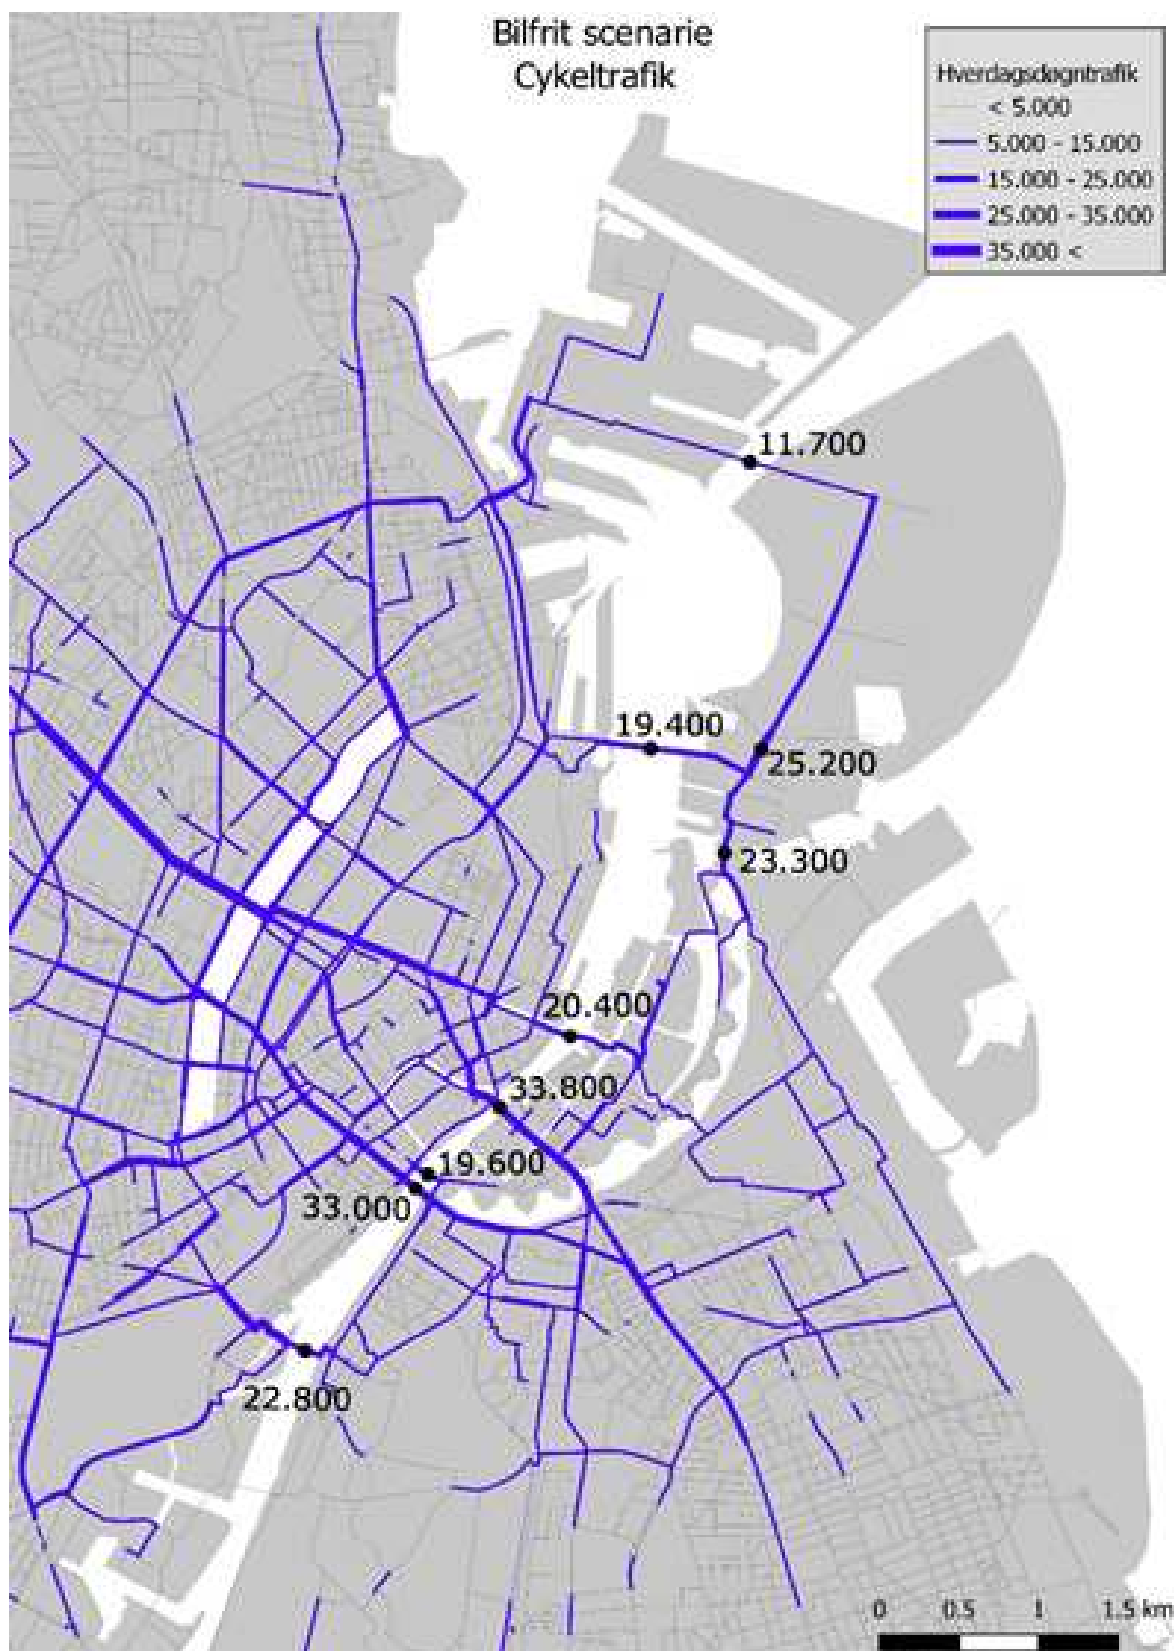 Bilfrit scenarie
Cykeltrafik
Hverdagsdøgntrafik
< 5.000
5.000 - 15.000
15.000 - 25.000
25.000 - 35.000
35.000 <
11.700
19.400
25.200
23.300
20.400
33.800
19.600
33.000
22.800
0 0.5 1 1.5 km